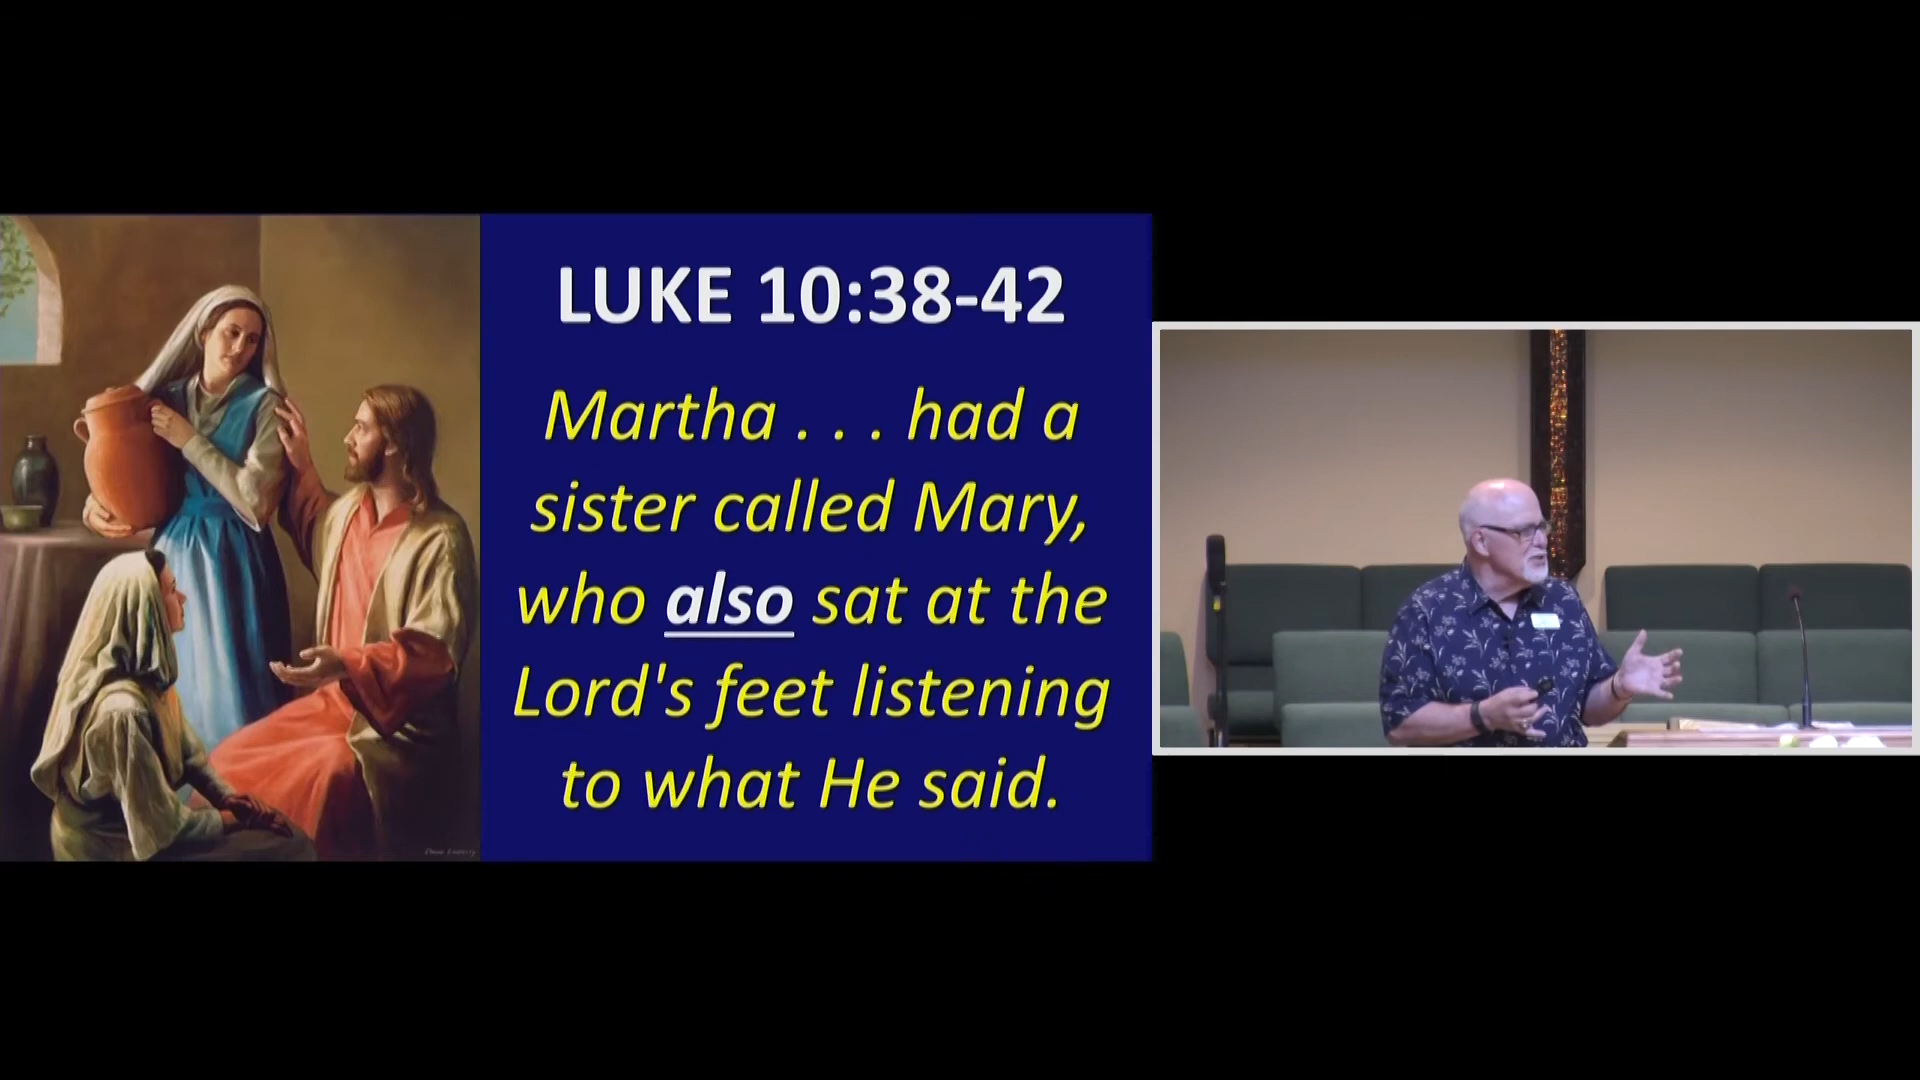 LUKE 10:38-42
Martha . . . had a
sister called Mary,
who also sat at the
Lord's feet listening
to what He said.